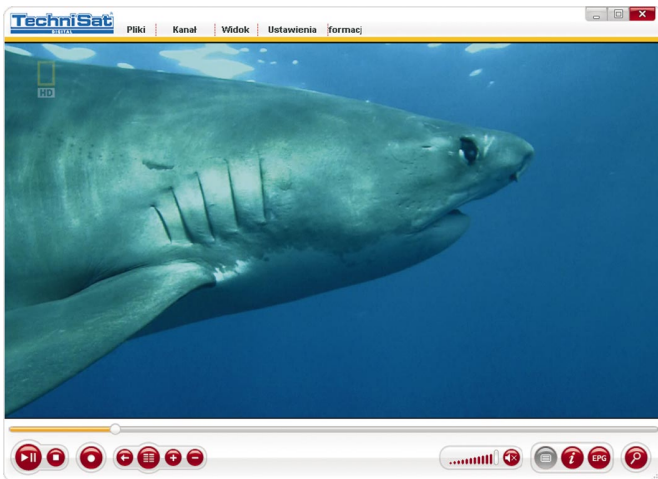 TechniSat
DIGITAL
Pliki Kanał Widok Ustawienia formacj
HD
EPG